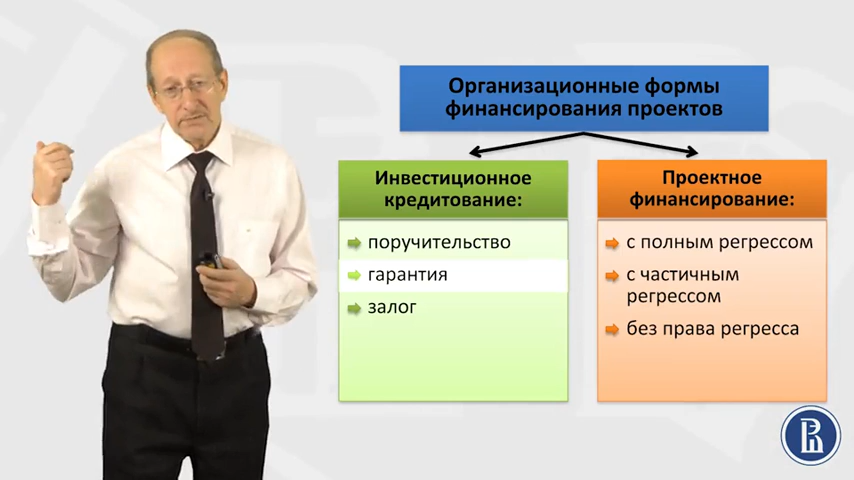 Организационные формы
финансирования проектов
Инвестиционное
кредитование:
поручительство
гарантия
залог
Проектное
финансирование:
с полным регрессом
с частичным
регрессом
без права регресса